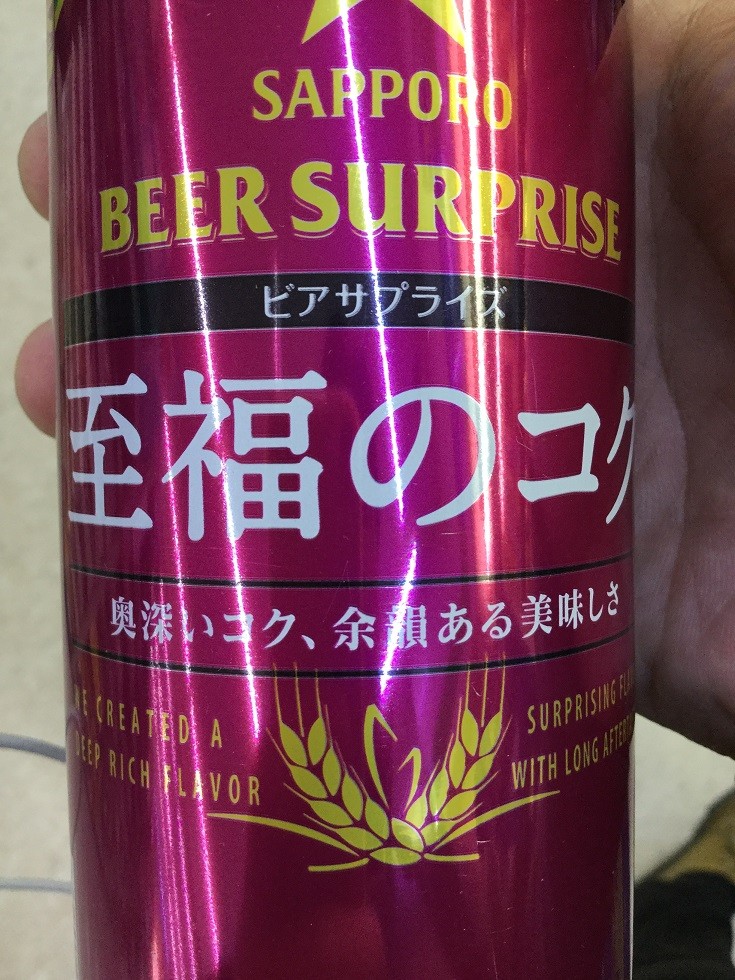 SAPPORO
BEER SURPRISE
ビアサプライズ
至福のコク
奥深いコク、余韻ある美味しさ
CREATED A
DEEP RICH FLAVOR
SURPRISING
WITH LONG